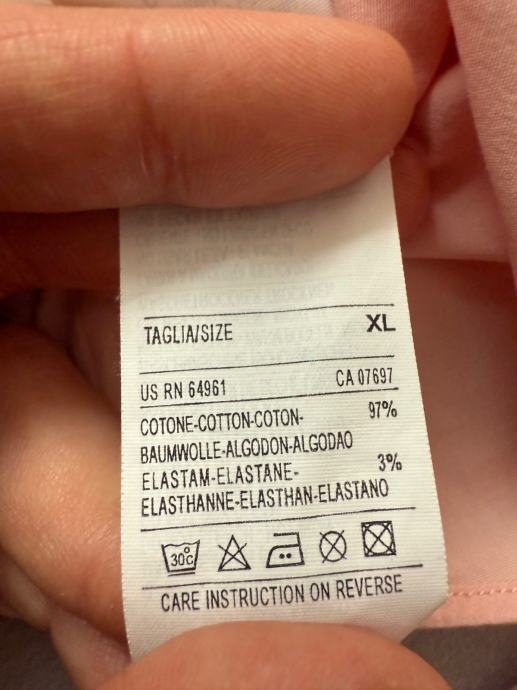 TAGLIA/SIZE XL
US RN 64961 CA 07697
COTONE-COTTON-COTON- 97%
BAUMWOLLE-ALGODON-ALGODAO
ELASTAM-ELASTANE- 3%
ELASTHANNE-ELASTHAN-ELASTANO
30°C
CARE INSTRUCTION ON REVERSE